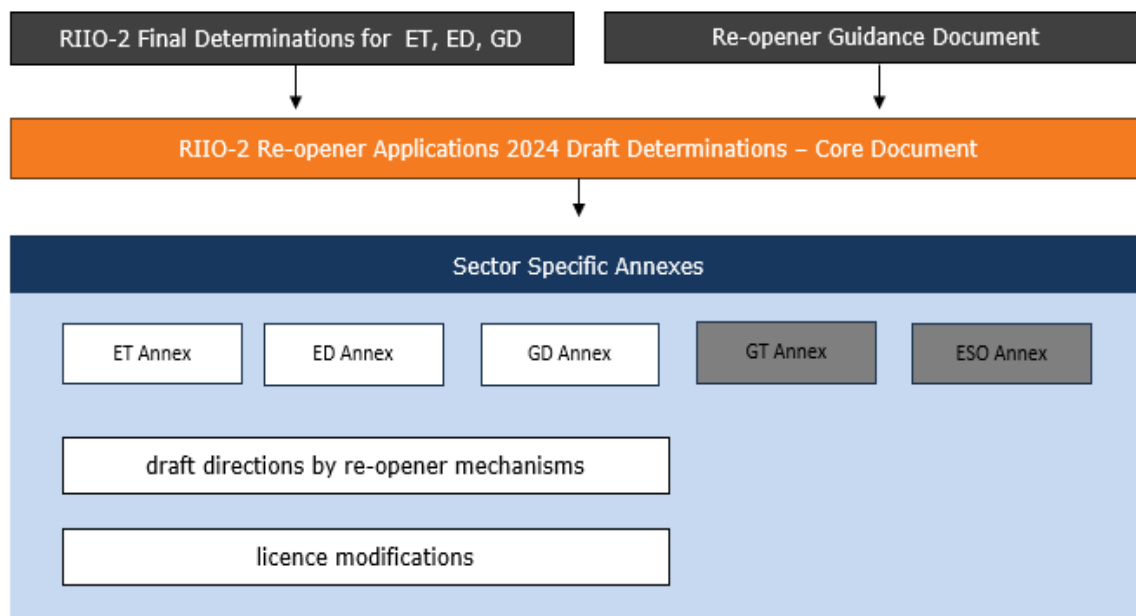 RIIO-2 Final Determinations for ET, ED, GD
Re-opener Guidance Document
RIIO-2 Re-opener Applications 2024 Draft Determinations – Core Document
Sector Specific Annexes
ET Annex
ED Annex
GD Annex
GT Annex
ESO Annex
draft directions by re-opener mechanisms
licence modifications